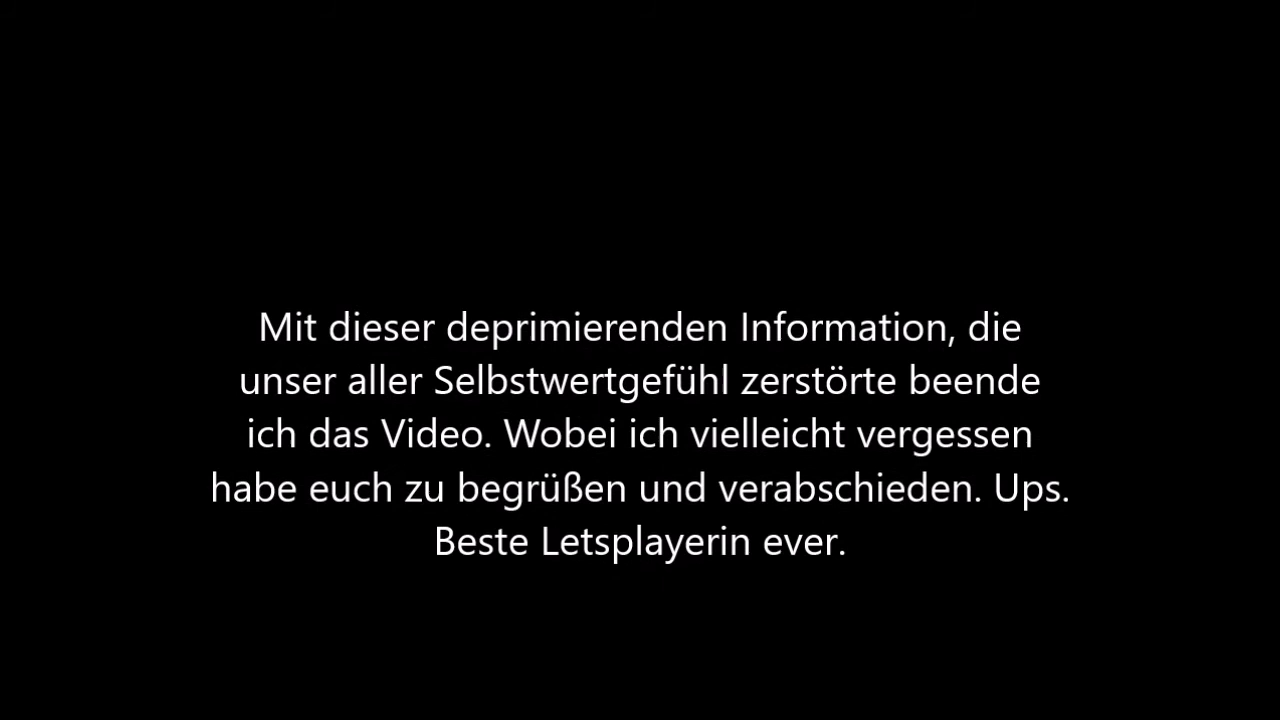 Mit dieser deprimierenden Information, die
unser aller Selbstwertgefühl zerstörte beende
ich das Video. Wobei ich vielleicht vergessen
habe euch zu begrüßen und verabschieden. Ups.
Beste Letsplayerin ever.